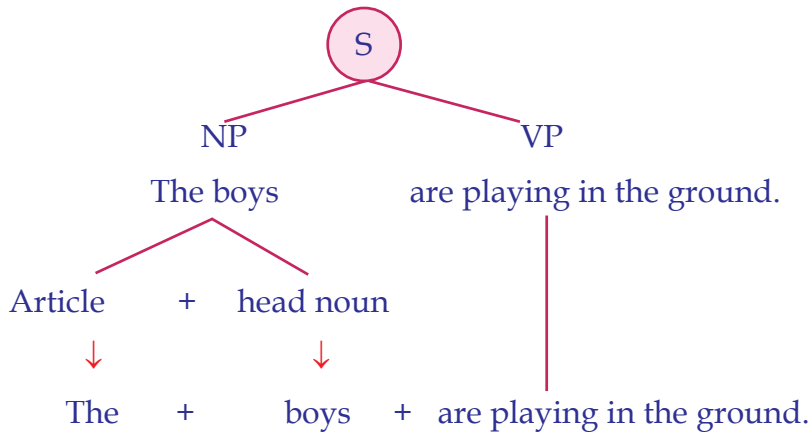 S
NP VP
The boys are playing in the ground.
Article + head noun
↓ ↓
The + boys + are playing in the ground.